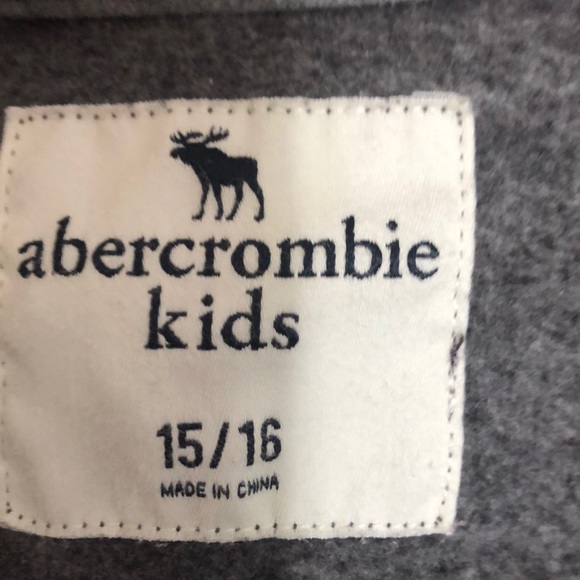 abercrombie
kids
15/16
MADE IN CHINA